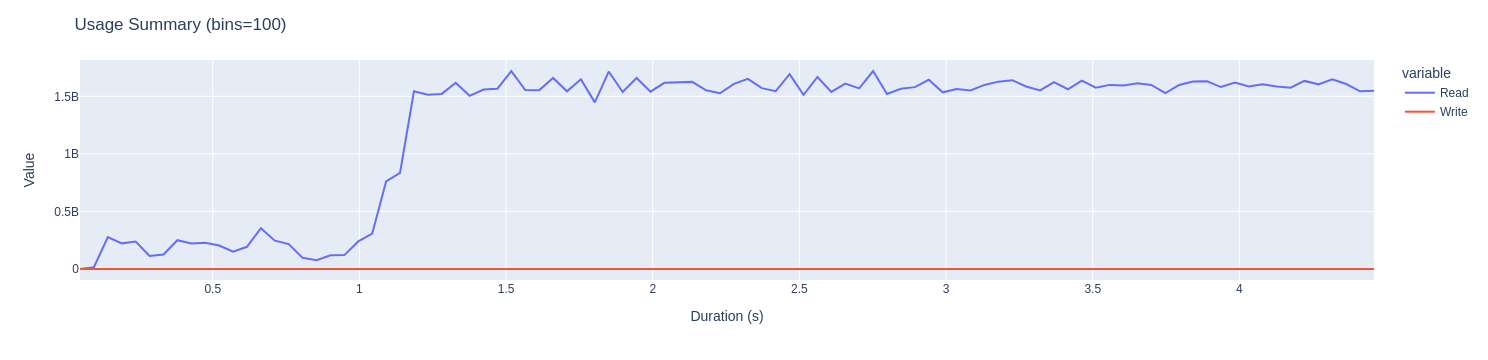 Usage Summary (bins=100)
variable
Read
Write
Value
1.5B
1B
0.5B
0
0.5 1 1.5 2 2.5 3 3.5 4
Duration (s)